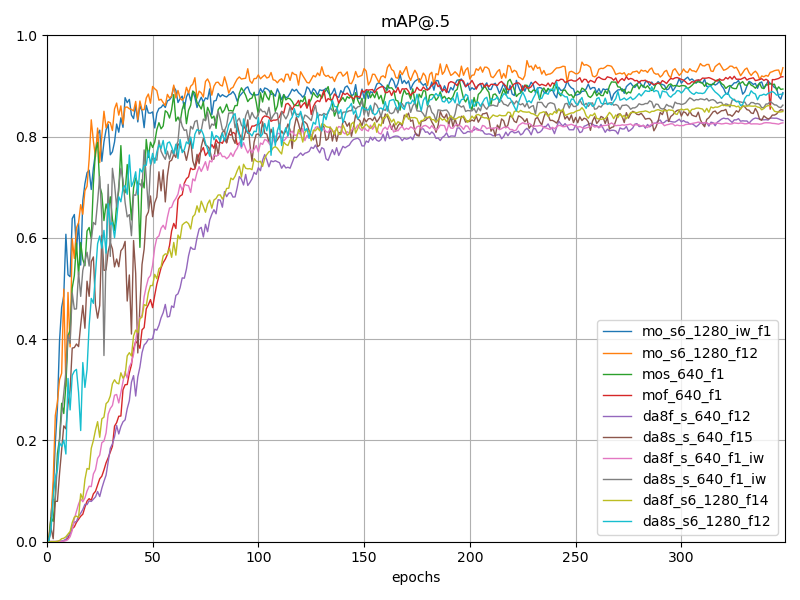 mAP@.5
1.0
0.8
0.6
0.4
0.2
0.0
0
50
100
150
200
250
300
epochs
mo_s6_1280_iw_f1
mo_s6_1280_f12
mos_640_f1
mof_640_f1
da8f_s_640_f12
da8s_s_640_f15
da8f_s_640_f1_iw
da8s_s_640_f1_iw
da8f_s6_1280_f14
da8s_s6_1280_f12